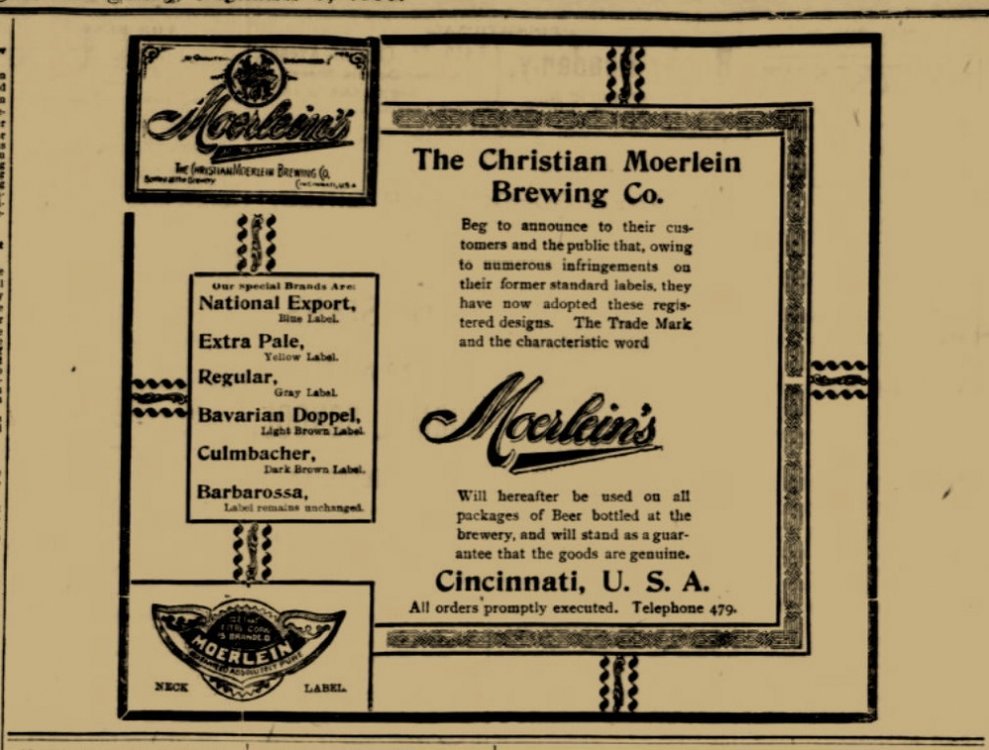 Moerlein's
THE CHRISTIAN MOERLEIN BREWING CO.
Bottled at the Brewery
CINCINNATI, U.S.A.
Our Special Brands Are:
National Export,
Blue Label.
Extra Pale,
Yellow Label.
Regular,
Gray Label.
Bavarian Doppel,
Light Brown Label.
Culmbacher,
Dark Brown Label.
Barbarossa,
Label remains unchanged.
MOERLEIN
NECK LABEL
The Christian Moerlein
Brewing Co.
Beg to announce to their cus-
tomers and the public that, owing
to numerous infringements on
their former standard labels, they
have now adopted these regis-
tered designs. The Trade Mark
and the characteristic word
Moerlein's
Will hereafter be used on all
packages of Beer bottled at the
brewery, and will stand as a guar-
antee that the goods are genuine.
Cincinnati, U. S. A.
All orders promptly executed. Telephone 479.